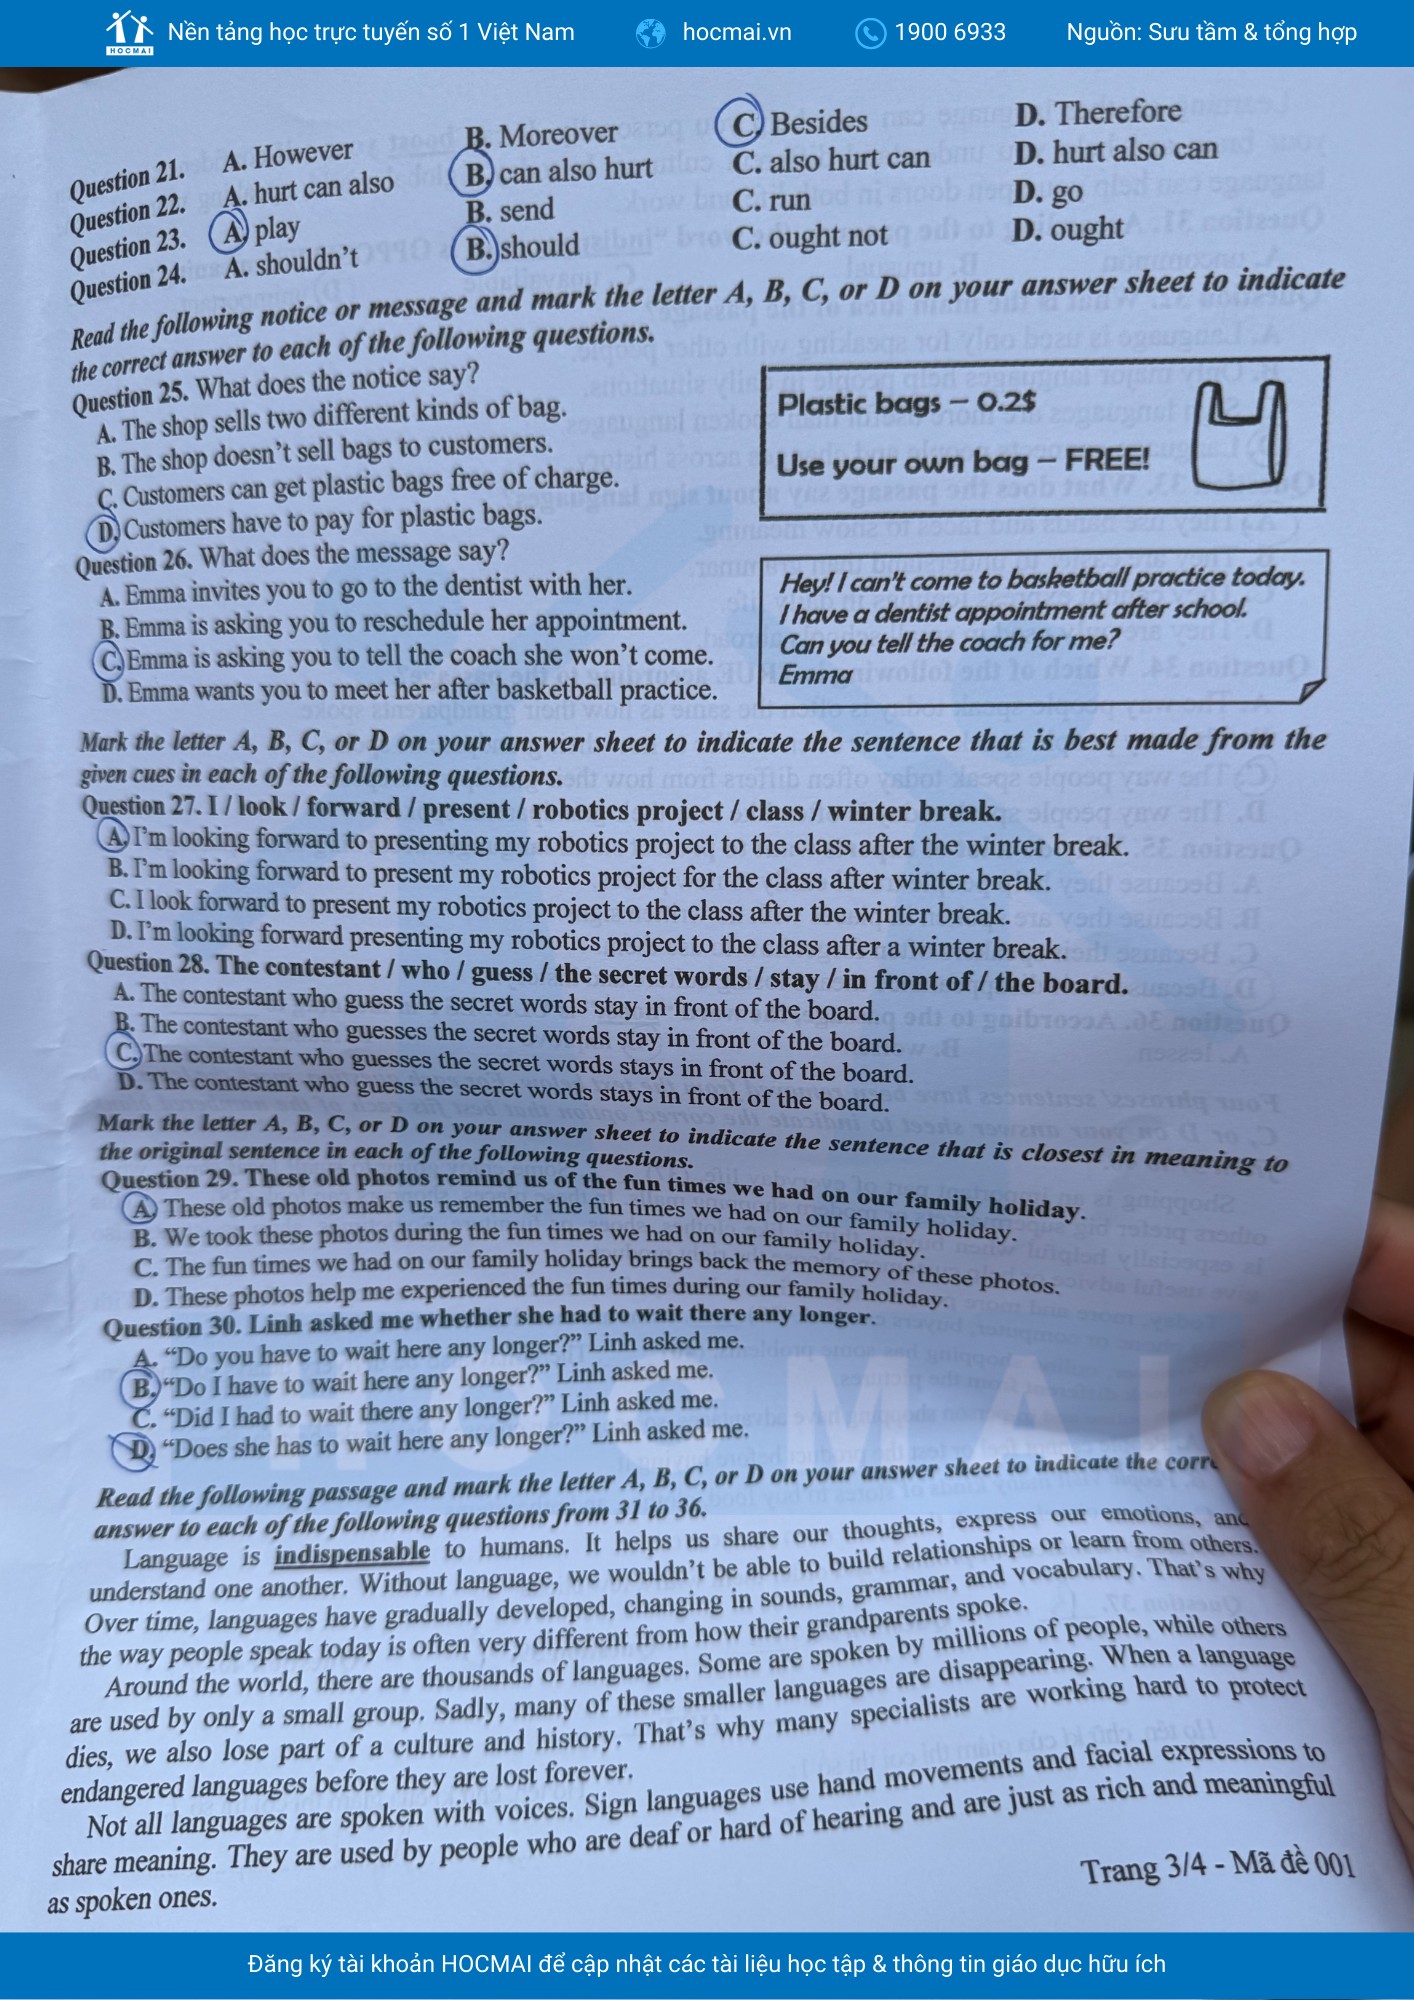 HOCMAI
Nền tảng học trực tuyến số 1 Việt Nam
hocmai.vn
1900 6933
Nguồn: Sưu tầm & tổng hợp
Question 21. A. However B. Moreover C. Besides D. Therefore
Question 22. A. hurt can also B. can also hurt C. also hurt can D. hurt also can
Question 23. A. play B. send C. run D. go
Question 24. A. shouldn't B. should C. ought not D. ought
Read the following notice or message and mark the letter A, B, C, or D on your answer sheet to indicate
the correct answer to each of the following questions.
Question 25. What does the notice say?
A. The shop sells two different kinds of bag.
B. The shop doesn't sell bags to customers.
C. Customers can get plastic bags free of charge.
D. Customers have to pay for plastic bags.
Plastic bags – 0.2$
Use your own bag – FREE!
Question 26. What does the message say?
A. Emma invites you to go to the dentist with her.
B. Emma is asking you to reschedule her appointment.
C. Emma is asking you to tell the coach she won't come.
D. Emma wants you to meet her after basketball practice.
Hey! I can't come to basketball practice today.
I have a dentist appointment after school.
Can you tell the coach for me?
Emma
Mark the letter A, B, C, or D on your answer sheet to indicate the sentence that is best made from the
given cues in each of the following questions.
Question 27. I / look / forward / present / robotics project / class / winter break.
A. I'm looking forward to presenting my robotics project to the class after the winter break.
B. I'm looking forward to present my robotics project for the class after winter break.
C. I look forward to present my robotics project to the class after the winter break.
D. I'm looking forward presenting my robotics project to the class after a winter break.
Question 28. The contestant / who / guess / the secret words / stay / in front of / the board.
A. The contestant who guess the secret words stay in front of the board.
B. The contestant who guesses the secret words stay in front of the board.
C. The contestant who guesses the secret words stays in front of the board.
D. The contestant who guess the secret words stays in front of the board.
Mark the letter A, B, C, or D on your answer sheet to indicate the sentence that is closest in meaning to
the original sentence in each of the following questions.
Question 29. These old photos remind us of the fun times we had on our family holiday.
A. These old photos make us remember the fun times we had on our family holiday.
B. We took these photos during the fun times we had on our family holiday.
C. The fun times we had on our family holiday brings back the memory of these photos.
D. These photos help me experienced the fun times during our family holiday.
Question 30. Linh asked me whether she had to wait there any longer.
A. "Do you have to wait here any longer?" Linh asked me.
B. "Do I have to wait here any longer?" Linh asked me.
C. "Did I had to wait there any longer?" Linh asked me.
D. "Does she has to wait here any longer?" Linh asked me.
Read the following passage and mark the letter A, B, C, or D on your answer sheet to indicate the
answer to each of the following questions from 31 to 36.
Language is indispensable to humans. It helps us share our thoughts, express our emotions, and
understand one another. Without language, we wouldn't be able to build relationships or learn from others.
Over time, languages have gradually developed, changing in sounds, grammar, and vocabulary. That's why
the way people speak today is often very different from how their grandparents spoke.
Around the world, there are thousands of languages. Some are spoken by millions of people, while others
are used by only a small group. Sadly, many of these smaller languages are disappearing. When a language
dies, we also lose part of a culture and history. That's why many specialists are working hard to protect
endangered languages before they are lost forever.
Not all languages are spoken with voices. Sign languages use hand movements and facial expressions to
share meaning. They are used by people who are deaf or hard of hearing and are just as rich and meaningful
as spoken ones.
Trang 3/4 - Mã đề 001
HOCMAI
Đăng ký tài khoản HOCMAI để cập nhật các tài liệu học tập & thông tin giáo dục hữu ích